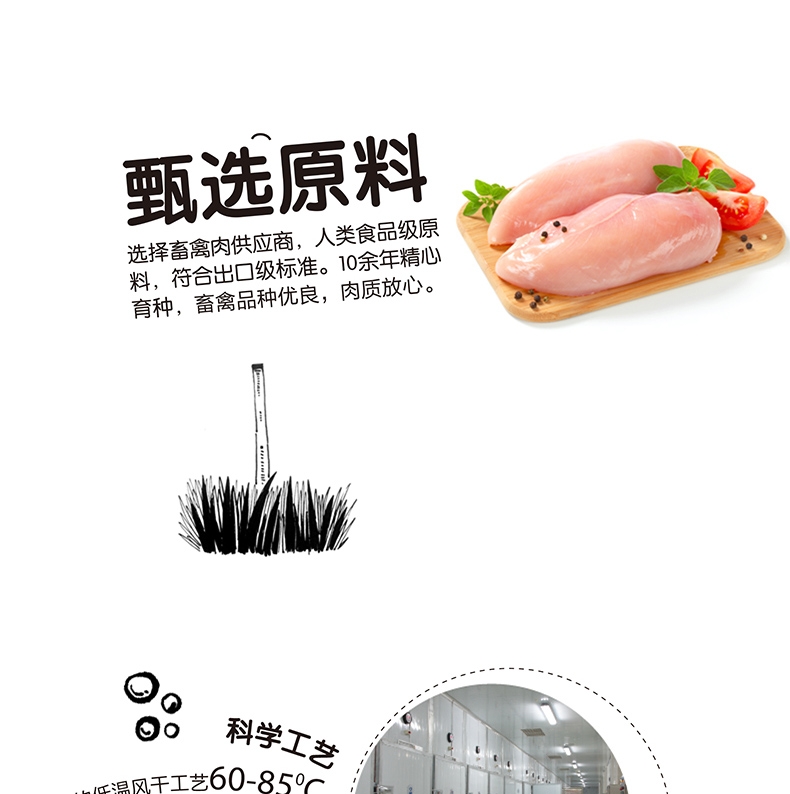 甄选原料
选择畜禽肉供应商，人类食品级原
料，符合出口级标准。10余年精心
育种，畜禽品种优良，肉质放心。
科学工艺
低温风干工艺60-85⁰C